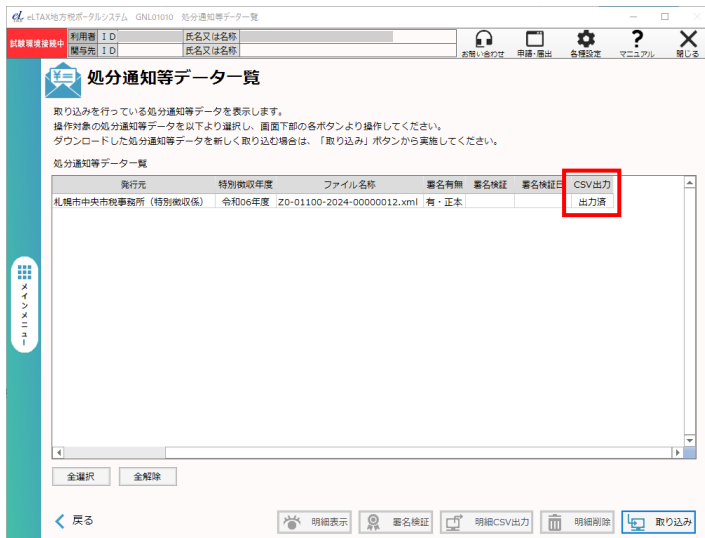 eLTAX地方税ポータルシステム GNL01010 処分通知等データ一覧
試験環境接続中
利用者 ID 氏名又は名称
関与先 ID 氏名又は名称
お問い合わせ 申請・届出 各種設定 マニュアル 閉じる
処分通知等データ一覧
取り込みを行っている処分通知等データを表示します。
操作対象の処分通知等データを以下より選択し、画面下部の各ボタンより操作してください。
ダウンロードした処分通知等データを新しく取り込む場合は、「取り込み」ボタンから実施してください。
処分通知等データ一覧
発行元 特別徴収年度 ファイル名称 署名有無 署名検証 署名検証日 CSV出力
札幌市中央市税事務所（特別徴収係） 令和06年度 Z0-01100-2024-00000012.xml 有・正本 出力済
メインメニュー
全選択 全解除
戻る 明細表示 署名検証 明細CSV出力 明細削除 取り込み